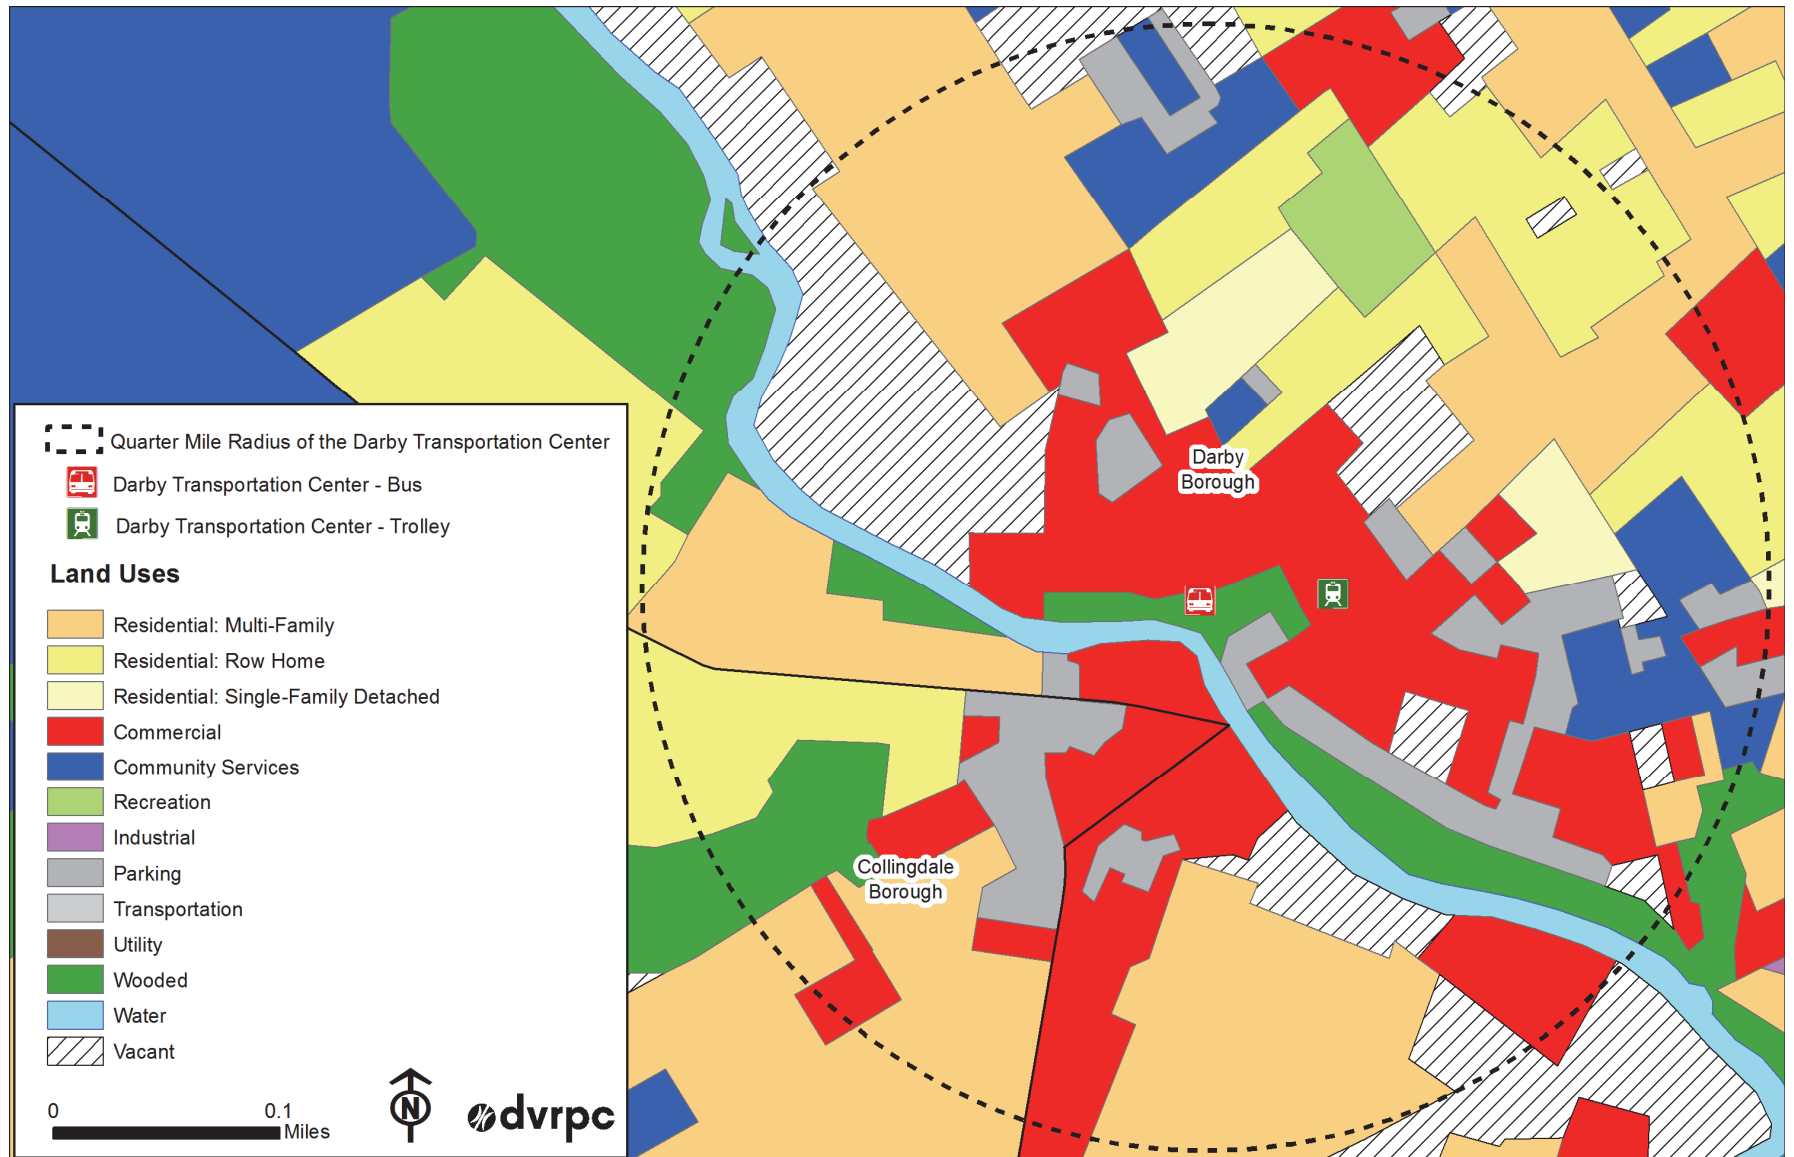 Darby
Borough
Collingdale
Borough
Quarter Mile Radius of the Darby Transportation Center
Darby Transportation Center - Bus
Darby Transportation Center - Trolley
Land Uses
Residential: Multi-Family
Residential: Row Home
Residential: Single-Family Detached
Commercial
Community Services
Recreation
Industrial
Parking
Transportation
Utility
Wooded
Water
Vacant
0 0.1
Miles
N
dvrpc